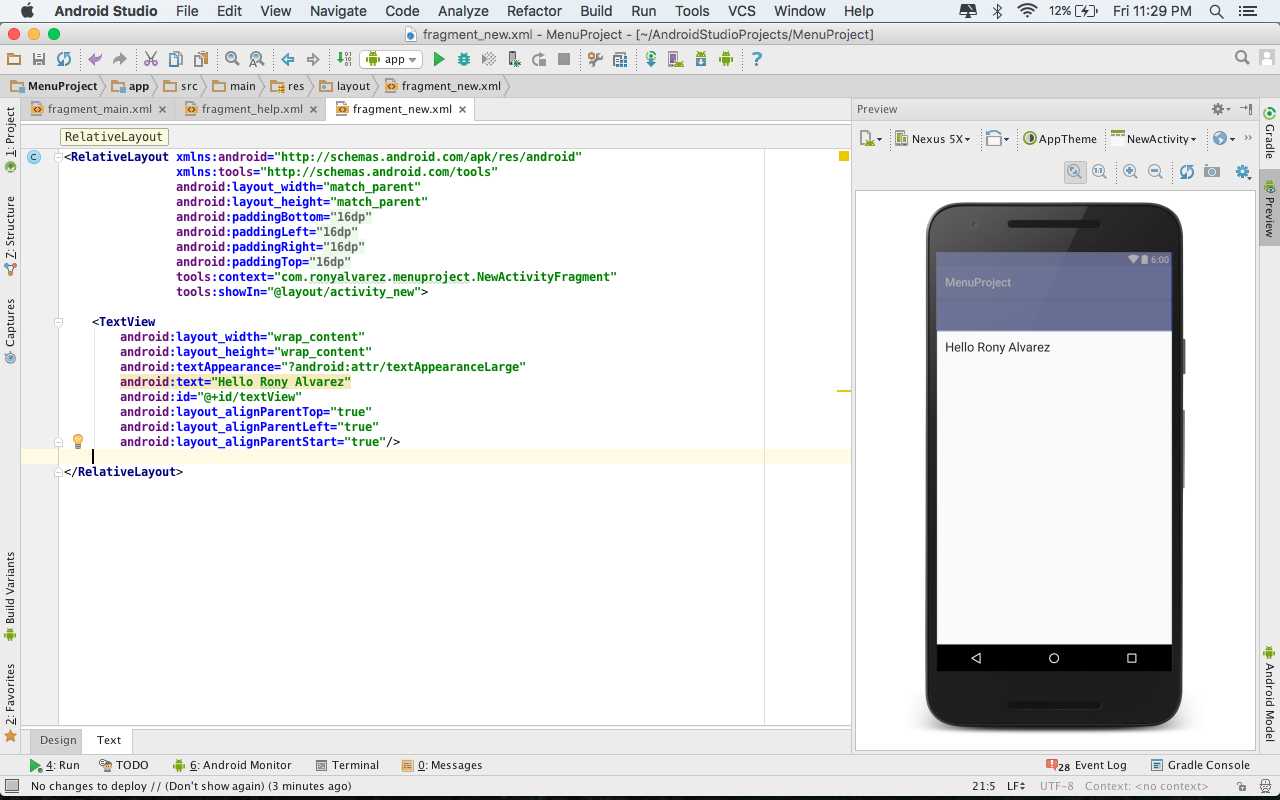 Android Studio File Edit View Navigate Code Analyze Refactor Build Run Tools VCS Window Help 12% Fri 11:29 PM
fragment_new.xml - MenuProject - [~/AndroidStudioProjects/MenuProject]
app
MenuProject app src main res layout fragment_new.xml
1: Project
Z: Structure
Captures
Build Variants
2: Favorites
fragment_main.xml fragment_help.xml fragment_new.xml
RelativeLayout
C
<RelativeLayout xmlns:android="http://schemas.android.com/apk/res/android"
xmlns:tools="http://schemas.android.com/tools"
android:layout_width="match_parent"
android:layout_height="match_parent"
android:paddingBottom="16dp"
android:paddingLeft="16dp"
android:paddingRight="16dp"
android:paddingTop="16dp"
tools:context="com.ronyalvarez.menuproject.NewActivityFragment"
tools:showIn="@layout/activity_new">
<TextView
android:layout_width="wrap_content"
android:layout_height="wrap_content"
android:textAppearance="?android:attr/textAppearanceLarge"
android:text="Hello Rony Alvarez"
android:id="@+id/textView"
android:layout_alignParentTop="true"
android:layout_alignParentLeft="true"
android:layout_alignParentStart="true"/>
</RelativeLayout>
Design Text
Preview
Nexus 5X AppTheme NewActivity
6:00
MenuProject
Hello Rony Alvarez
Gradle
Preview
Android Model
4: Run TODO 6: Android Monitor Terminal 0: Messages 28 Event Log Gradle Console
No changes to deploy // (Don't show again) (3 minutes ago) 21:5 LF UTF-8 Context: <no context>